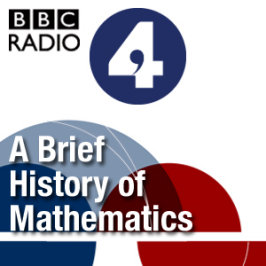 BBC
RADIO
4
A Brief
History of
Mathematics